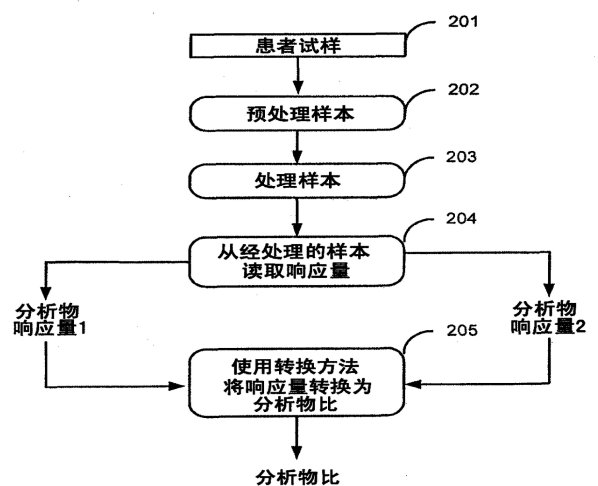 201
患者试样
202
预处理样本
203
处理样本
204
从经处理的样本
读取响应量
分析物
响应量1
分析物
响应量2
205
使用转换方法
将响应量转换为
分析物比
分析物比